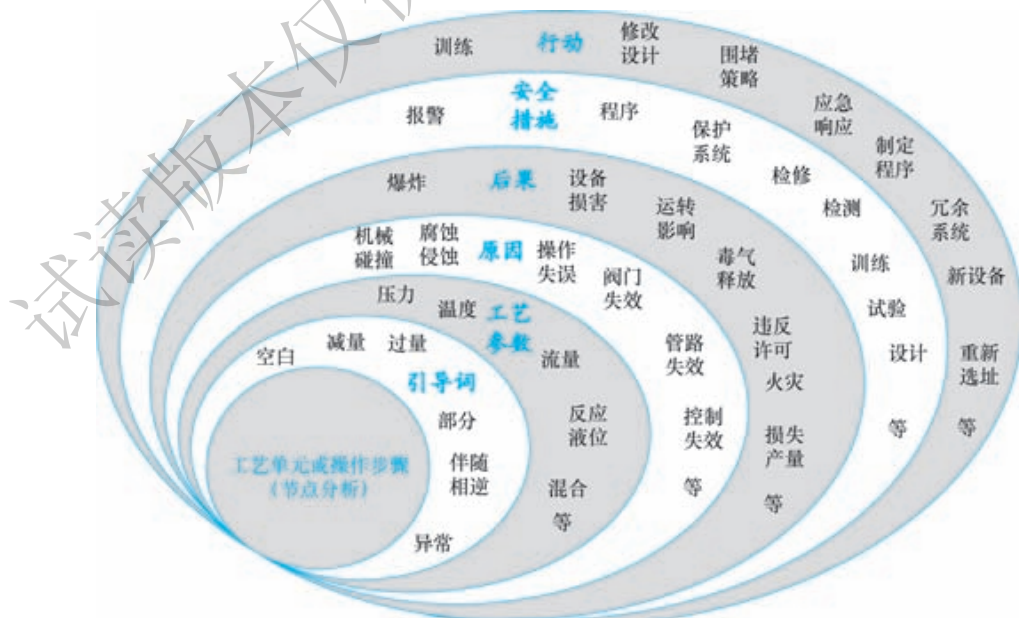 试读版本仅供
训练
行动
修改
设计
围堵
策略
应急
响应
制定
程序
冗余
系统
新设备
重新
选址
等
报警
安全
措施
程序
保护
系统
检修
检测
训练
试验
设计
等
爆炸
后果
设备
损害
运转
影响
毒气
释放
违反
许可
火灾
损失
产量
等
机械
碰撞
腐蚀
侵蚀
原因
操作
失误
阀门
失效
管路
失效
控制
失效
等
压力
温度
工艺
参数
流量
反应
液位
混合
等
空白
减量
过量
引导词
部分
伴随
相逆
异常
工艺单元或操作步骤
(节点分析)